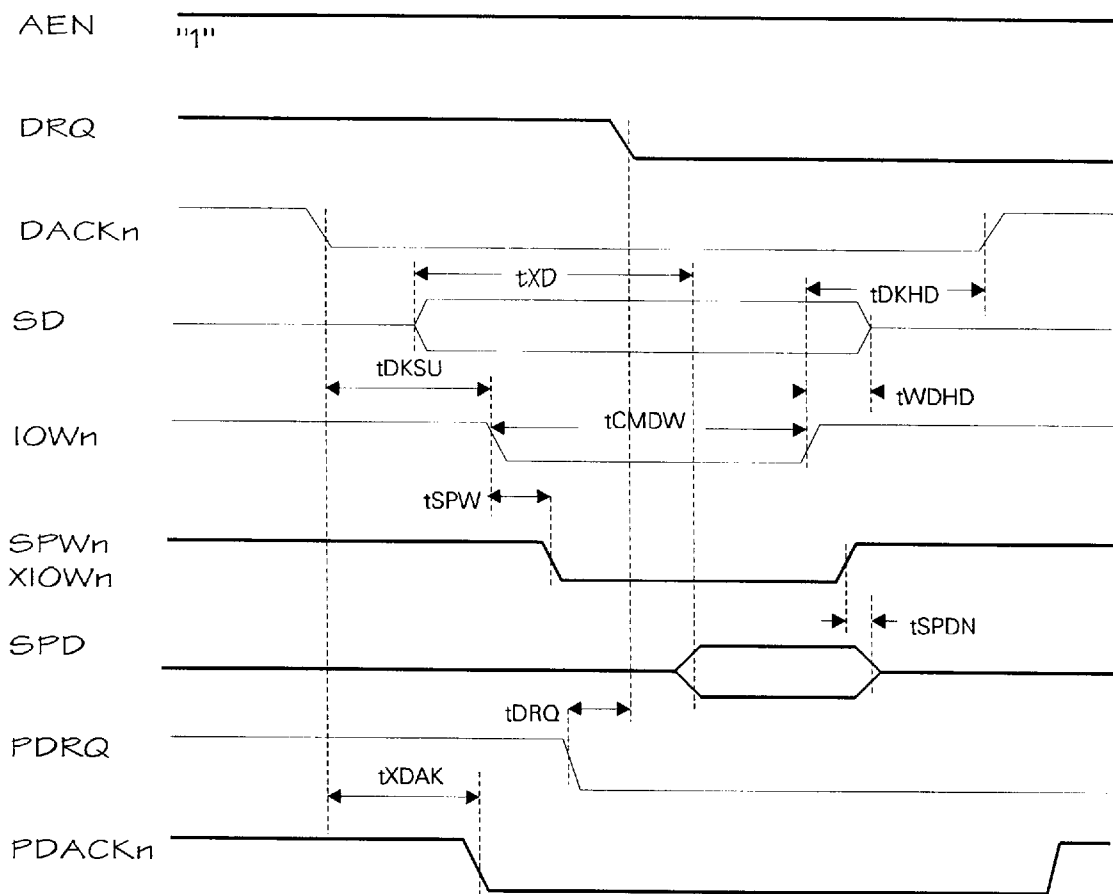 AEN
"1"
DRQ
DACKn
tXD
tDKHD
SD
tDKSU
tWDHD
tCMDW
IOWn
tSPW
SPWn
XIOWn
tSPDN
SPD
tDRQ
PDRQ
tXDAK
PDACKn